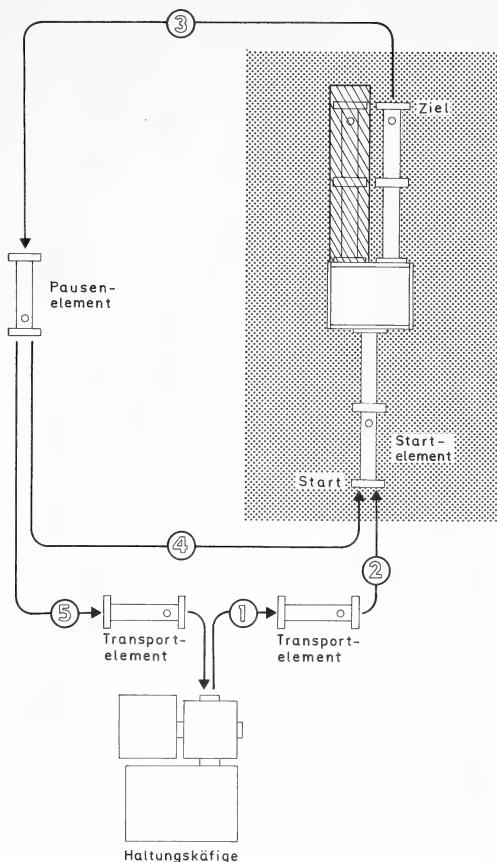 3
Ziel
Pausen-
element
Start-
element
Start
4
2
5
1
Transport-
element
Transport-
element
Haltungskäfige